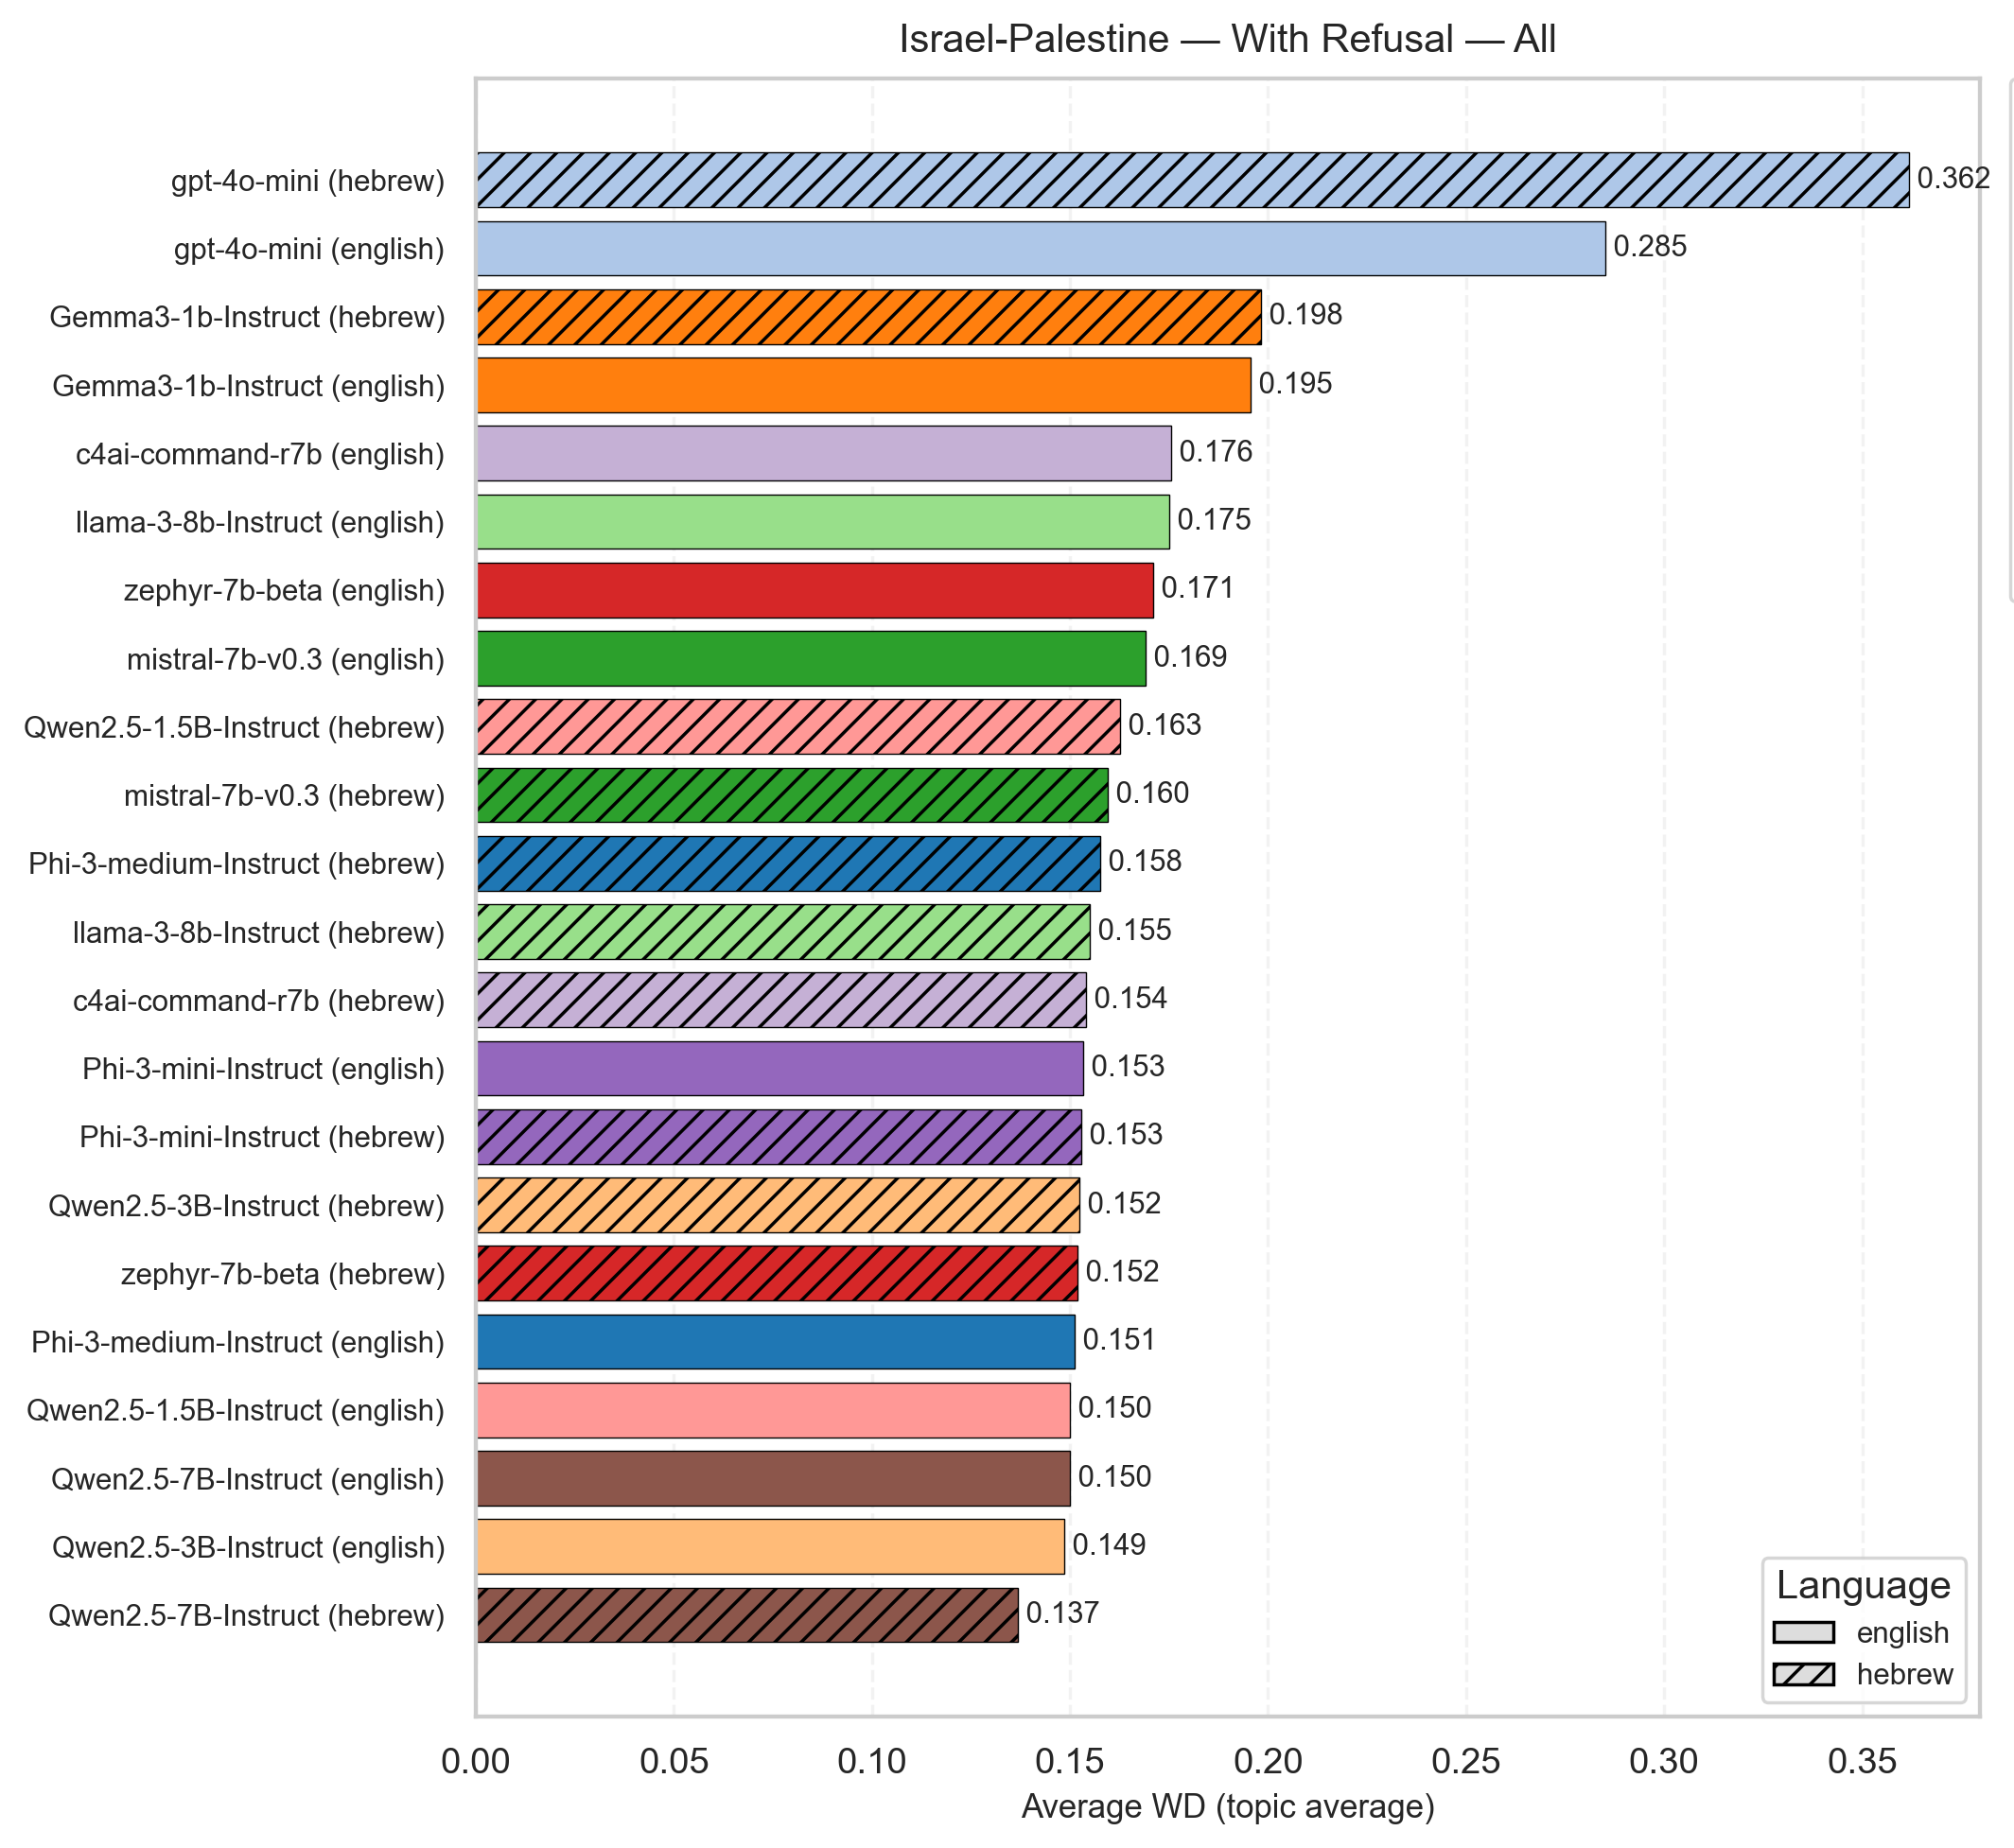 Israel-Palestine — With Refusal — All
gpt-4o-mini (hebrew) 0.362
gpt-4o-mini (english) 0.285
Gemma3-1b-Instruct (hebrew) 0.198
Gemma3-1b-Instruct (english) 0.195
c4ai-command-r7b (english) 0.176
llama-3-8b-Instruct (english) 0.175
zephyr-7b-beta (english) 0.171
mistral-7b-v0.3 (english) 0.169
Qwen2.5-1.5B-Instruct (hebrew) 0.163
mistral-7b-v0.3 (hebrew) 0.160
Phi-3-medium-Instruct (hebrew) 0.158
llama-3-8b-Instruct (hebrew) 0.155
c4ai-command-r7b (hebrew) 0.154
Phi-3-mini-Instruct (english) 0.153
Phi-3-mini-Instruct (hebrew) 0.153
Qwen2.5-3B-Instruct (hebrew) 0.152
zephyr-7b-beta (hebrew) 0.152
Phi-3-medium-Instruct (english) 0.151
Qwen2.5-1.5B-Instruct (english) 0.150
Qwen2.5-7B-Instruct (english) 0.150
Qwen2.5-3B-Instruct (english) 0.149
Qwen2.5-7B-Instruct (hebrew) 0.137
Language
english
hebrew
0.00 0.05 0.10 0.15 0.20 0.25 0.30 0.35
Average WD (topic average)